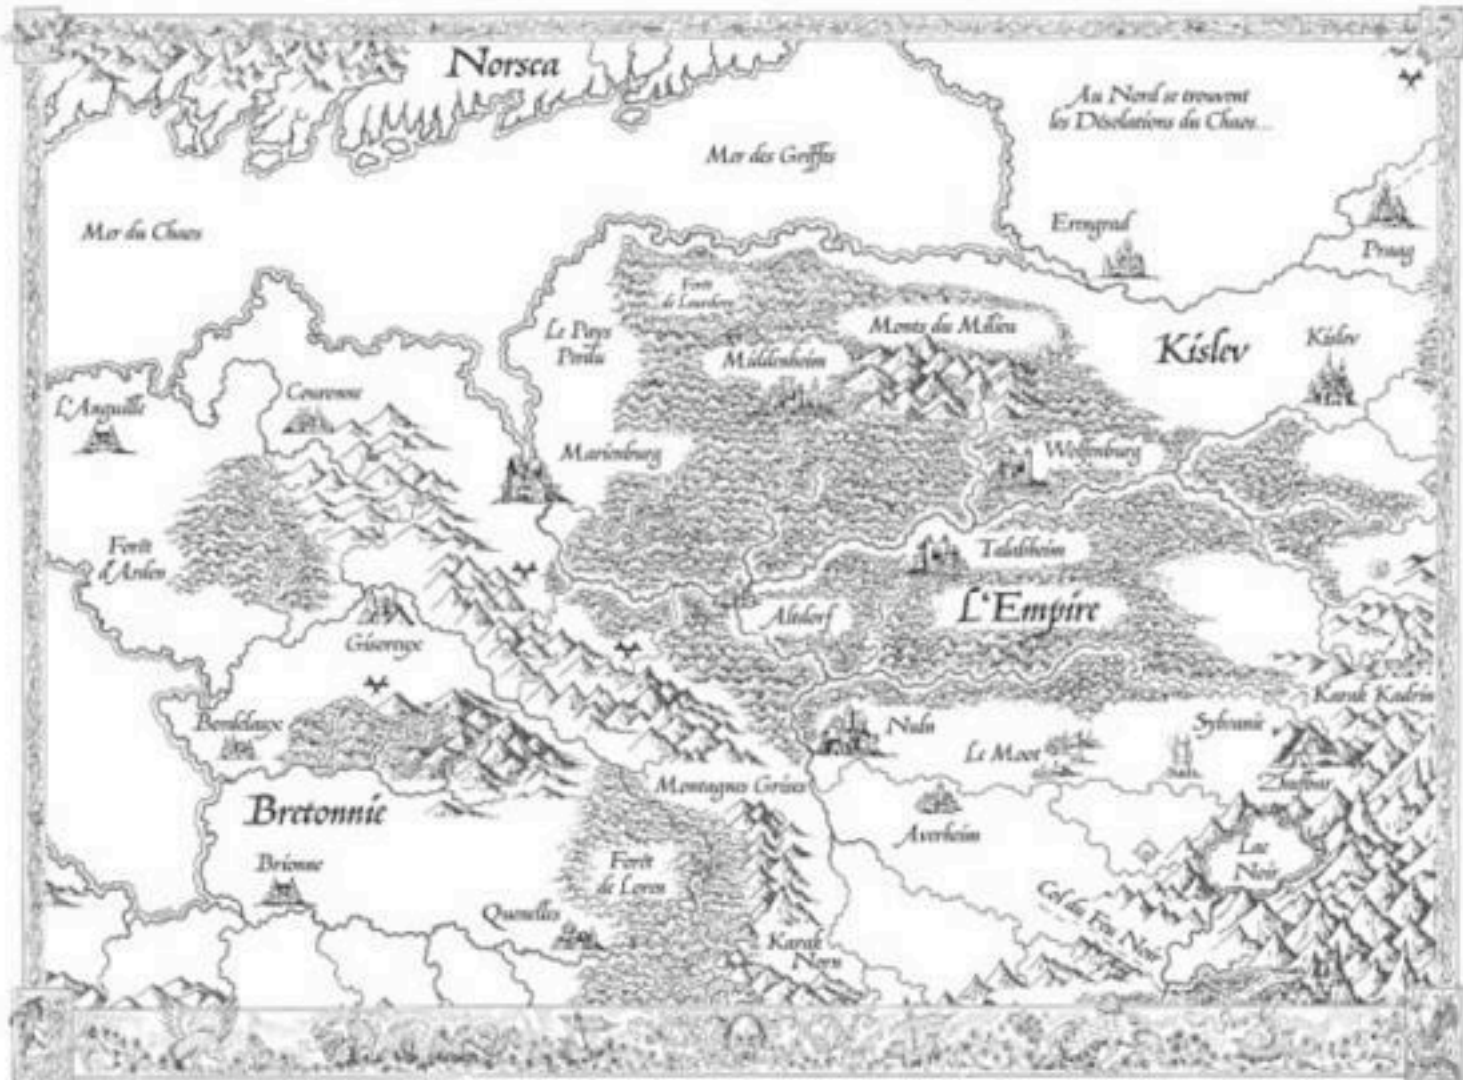 Norsca
Au Nord se trouvent
les Désolations du Chaos...
Mer des Griffes
Mer du Chaos
Erengrad
Praag
Forêt
Le Pays
Perdu
Monts du Milieu
Middenheim
Kislev
Kislev
L'Anguille
Couronne
Marienburg
Wolfenburg
Forêt
d'Arden
Talabheim
L'Empire
Altdorf
Gisoreux
Karak Kadrin
Bordeleaux
Nuln
Le Moot
Sylvanie
Zhufbar
Montagnes Grises
Bretonnie
Averheim
Lac
Noir
Brionne
Forêt
de Loren
Quenelles
Col du Feu Noir
Karak
Norn